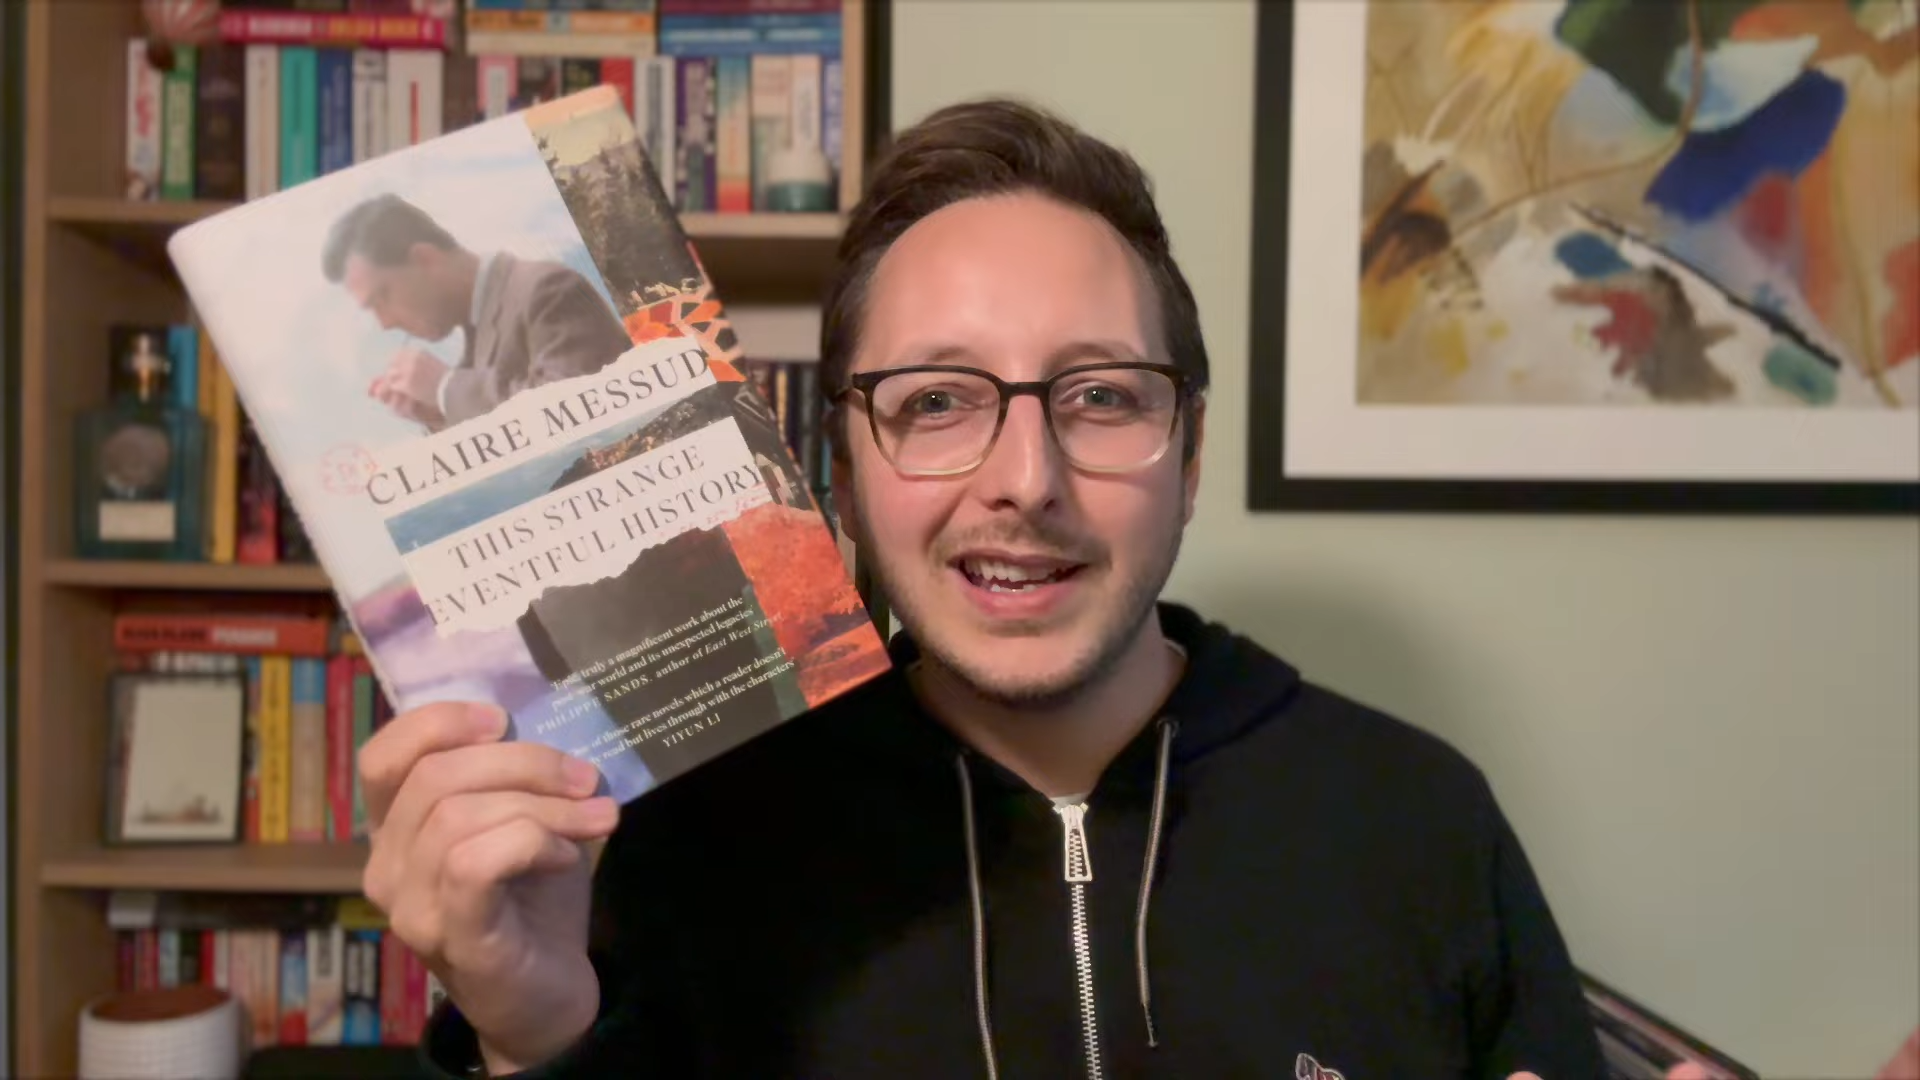 CLAIRE MESSUD
THIS STRANGE
EVENTFUL HISTORY
'Epic, truly a magnificent work about the
post-war world and its unexpected legacies'
PHILIPPE SANDS, author of East West Street
of those rare novels which a reader doesn't
read but lives through with the characters'
YIYUN LI